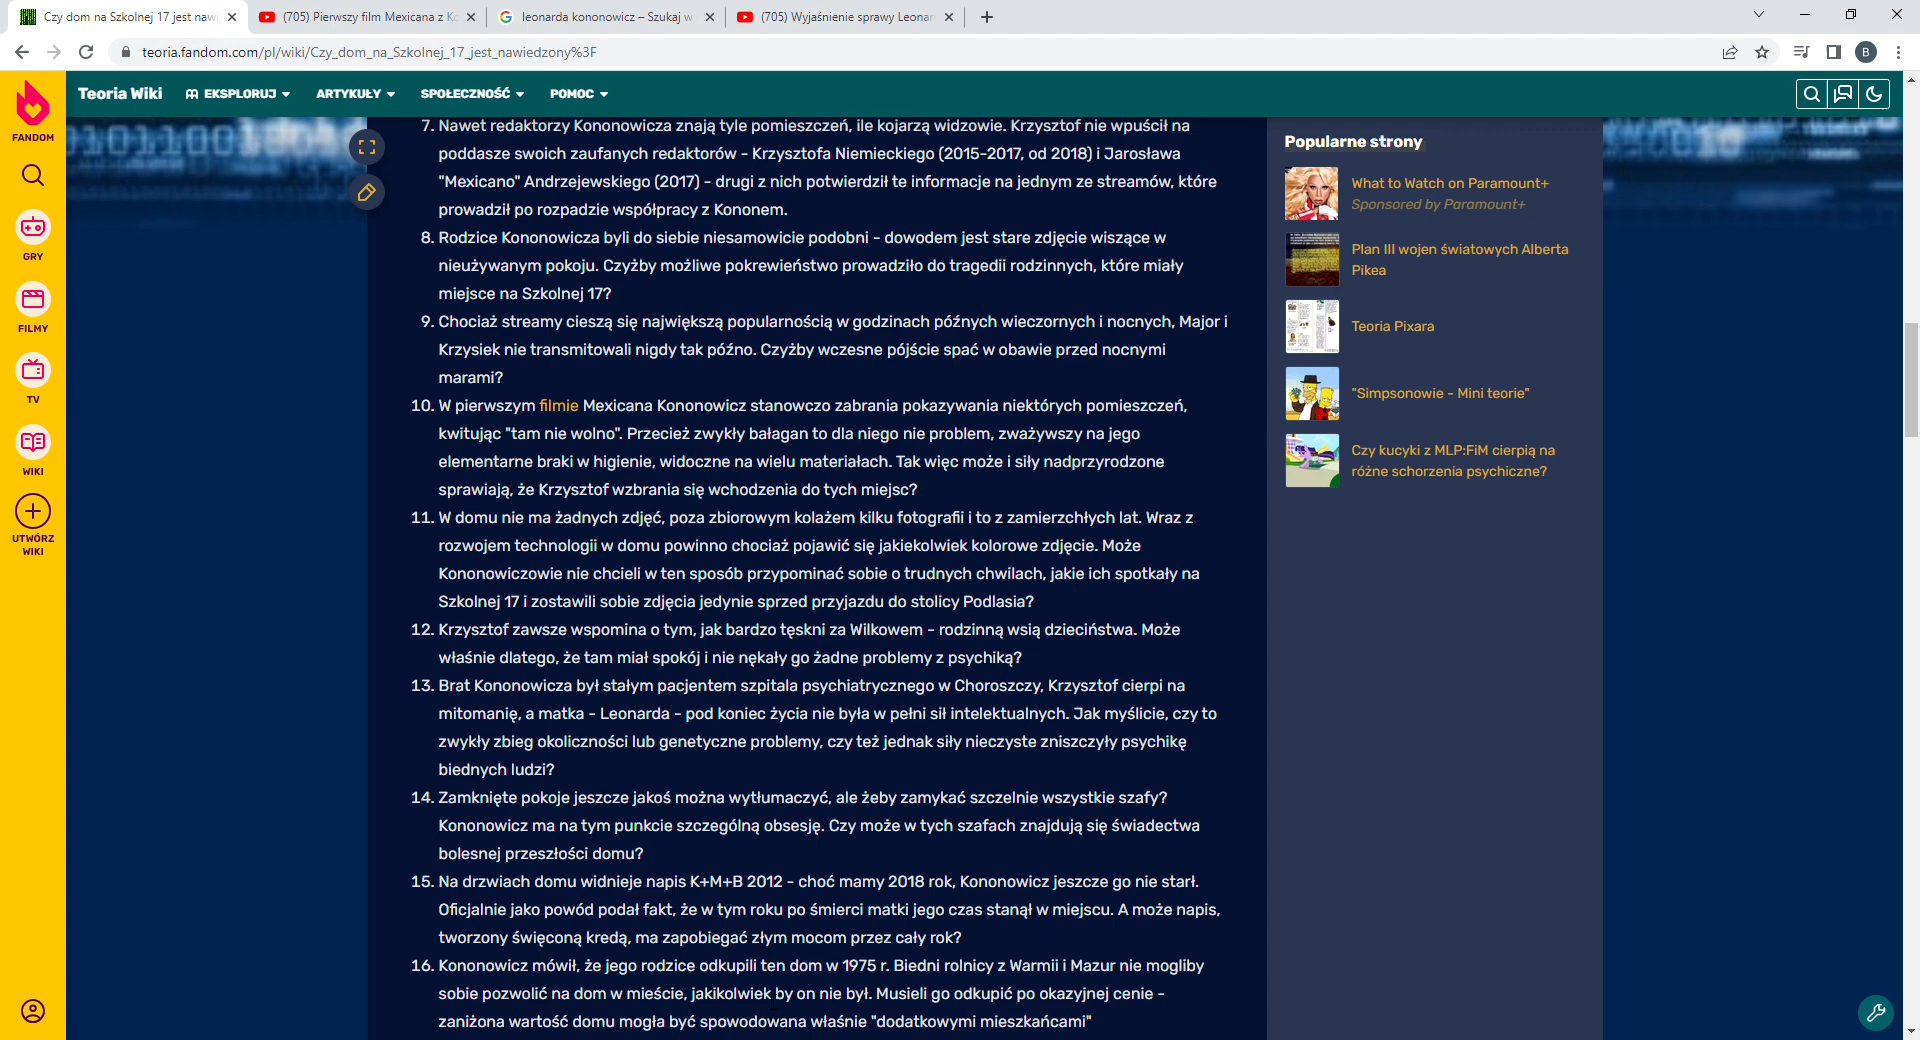 Czy dom na Szkolnej 17 jest naw
(705) Pierwszy film Mexicana z Ko
leonarda kononowicz – Szukaj w
(705) Wyjaśnienie sprawy Leonar
teoria.fandom.com/pl/wiki/Czy_dom_na_Szkolnej_17_jest_nawiedzony%3F
B
FANDOM
GRY
FILMY
TV
WIKI
UTWÓRZ
WIKI
Teoria Wiki
EKSPLORUJ
ARTYKUŁY
SPOŁECZNOŚĆ
POMOC
7. Nawet redaktorzy Kononowicza znają tyle pomieszczeń, ile kojarzą widzowie. Krzysztof nie wpuścił na
poddasze swoich zaufanych redaktorów - Krzysztofa Niemieckiego (2015-2017, od 2018) i Jarosława
"Mexicano" Andrzejewskiego (2017) - drugi z nich potwierdził te informacje na jednym ze streamów, które
prowadził po rozpadzie współpracy z Kononem.
8. Rodzice Kononowicza byli do siebie niesamowicie podobni - dowodem jest stare zdjęcie wiszące w
nieużywanym pokoju. Czyżby możliwe pokrewieństwo prowadziło do tragedii rodzinnych, które miały
miejsce na Szkolnej 17?
9. Chociaż streamy cieszą się największą popularnością w godzinach późnych wieczornych i nocnych, Major i
Krzysiek nie transmitowali nigdy tak późno. Czyżby wczesne pójście spać w obawie przed nocnymi
marami?
10. W pierwszym filmie Mexicana Kononowicz stanowczo zabrania pokazywania niektórych pomieszczeń,
kwitując "tam nie wolno". Przecież zwykły bałagan to dla niego nie problem, zważywszy na jego
elementarne braki w higienie, widoczne na wielu materiałach. Tak więc może i siły nadprzyrodzone
sprawiają, że Krzysztof wzbrania się wchodzenia do tych miejsc?
11. W domu nie ma żadnych zdjęć, poza zbiorowym kolażem kilku fotografii i to z zamierzchłych lat. Wraz z
rozwojem technologii w domu powinno chociaż pojawić się jakiekolwiek kolorowe zdjęcie. Może
Kononowiczowie nie chcieli w ten sposób przypominać sobie o trudnych chwilach, jakie ich spotkały na
Szkolnej 17 i zostawili sobie zdjęcia jedynie sprzed przyjazdu do stolicy Podlasia?
12. Krzysztof zawsze wspomina o tym, jak bardzo tęskni za Wilkowem - rodzinną wsią dzieciństwa. Może
właśnie dlatego, że tam miał spokój i nie nękały go żadne problemy z psychiką?
13. Brat Kononowicza był stałym pacjentem szpitala psychiatrycznego w Choroszczy, Krzysztof cierpi na
mitomanię, a matka - Leonarda - pod koniec życia nie była w pełni sił intelektualnych. Jak myślicie, czy to
zwykły zbieg okoliczności lub genetyczne problemy, czy też jednak siły nieczyste zniszczyły psychikę
biednych ludzi?
14. Zamknięte pokoje jeszcze jakoś można wytłumaczyć, ale żeby zamykać szczelnie wszystkie szafy?
Kononowicz ma na tym punkcie szczególną obsesję. Czy może w tych szafach znajdują się świadectwa
bolesnej przeszłości domu?
15. Na drzwiach domu widnieje napis K+M+B 2012 - choć mamy 2018 rok, Kononowicz jeszcze go nie starł.
Oficjalnie jako powód podał fakt, że w tym roku po śmierci matki jego czas stanął w miejscu. A może napis,
tworzony święconą kredą, ma zapobiegać złym mocom przez cały rok?
16. Kononowicz mówił, że jego rodzice odkupili ten dom w 1975 r. Biedni rolnicy z Warmii i Mazur nie mogliby
sobie pozwolić na dom w mieście, jakikolwiek by on nie był. Musieli go odkupić po okazyjnej cenie -
zaniżona wartość domu mogła być spowodowana właśnie "dodatkowymi mieszkańcami"
Popularne strony
What to Watch on Paramount+
Sponsored by Paramount+
Plan III wojen światowych Alberta
Pikea
Teoria Pixara
"Simpsonowie - Mini teorie"
Czy kucyki z MLP:FiM cierpią na
różne schorzenia psychiczne?